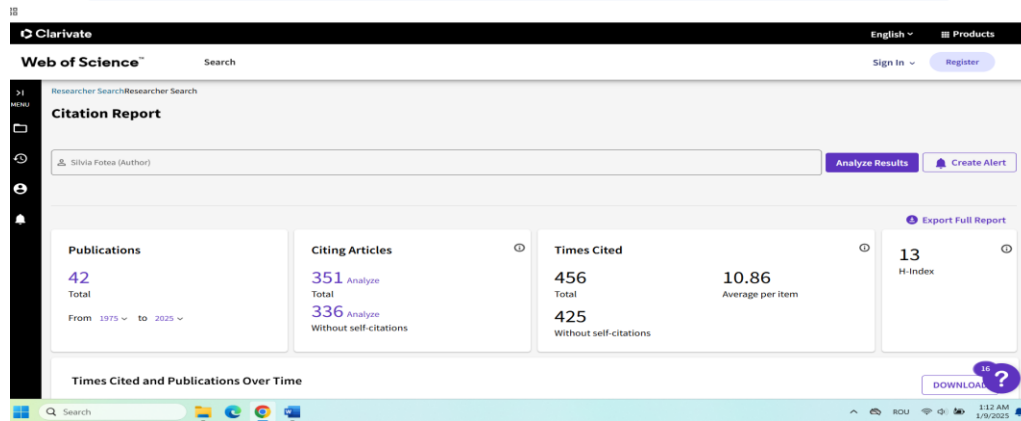 Clarivate English Products
Web of Science™ Search Sign In Register
MENU
Researcher SearchResearcher Search
Citation Report
Silvia Fotea (Author) Analyze Results Create Alert
Export Full Report
Publications
42
Total
From 1975 to 2025
Citing Articles
351 Analyze
Total
336 Analyze
Without self-citations
Times Cited
456
Total
425
Without self-citations
10.86
Average per item
13
H-Index
Times Cited and Publications Over Time
16
?
Search
ROU
1:12 AM
1/9/2025